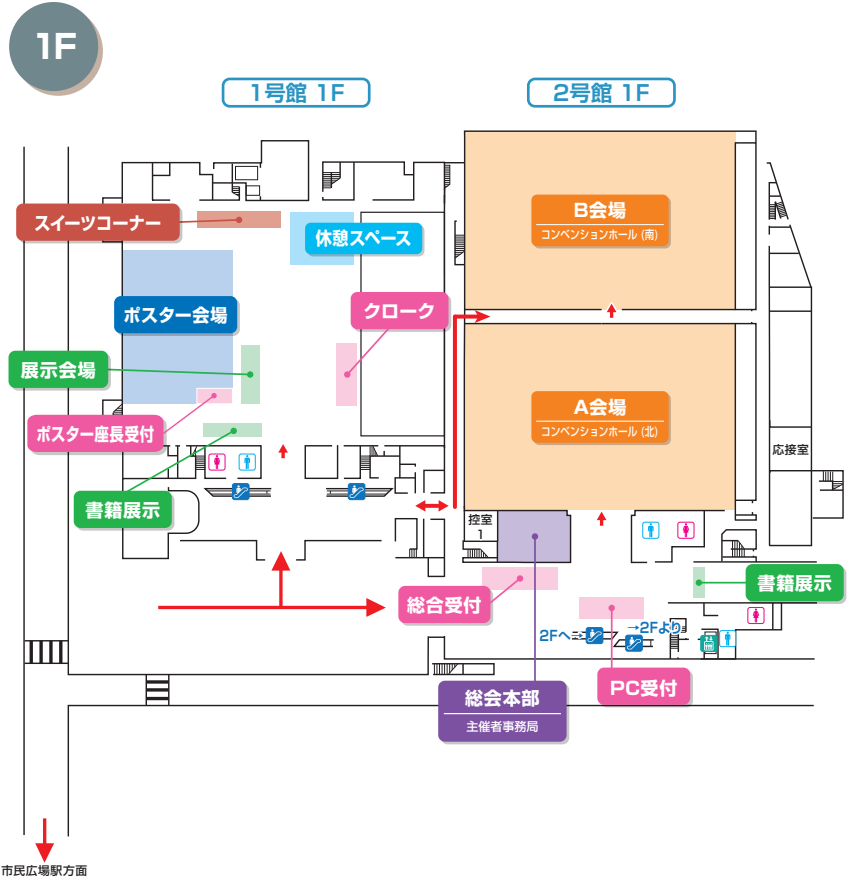 1F
1号館 1F
2号館 1F
スイーツコーナー
休憩スペース
B会場
コンベンションホール (南)
ポスター会場
クローク
展示会場
A会場
コンベンションホール (北)
ポスター座長受付
応接室
書籍展示
控室
1
総合受付
書籍展示
2Fへ→
→2Fより
PC受付
総会本部
主催者事務局
市民広場駅方面